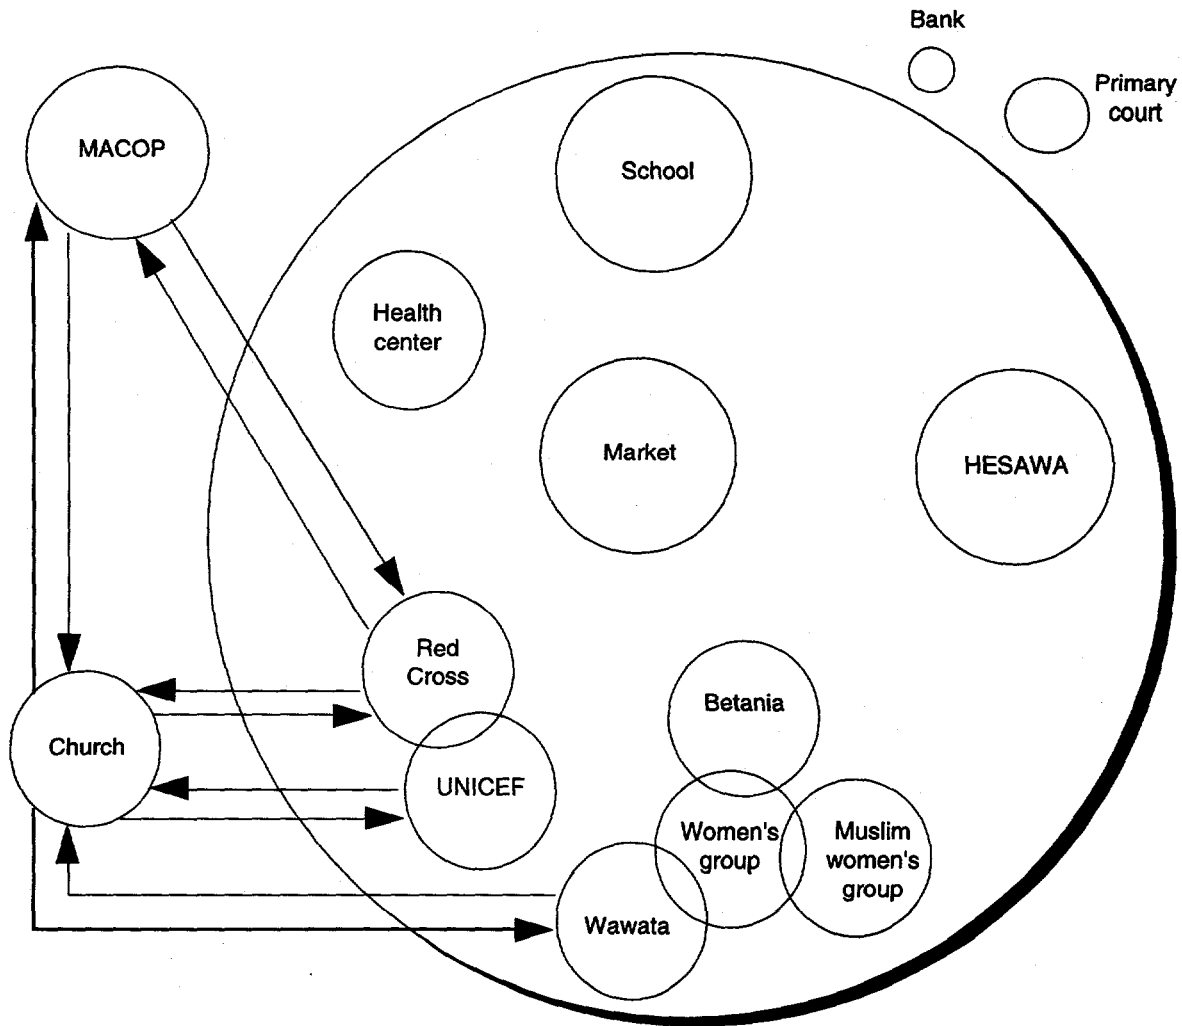 Bank
Primary
court
MACOP
School
Health
center
Market
HESAWA
Red
Cross
Betania
Church
UNICEF
Women's
group
Muslim
women's
group
Wawata